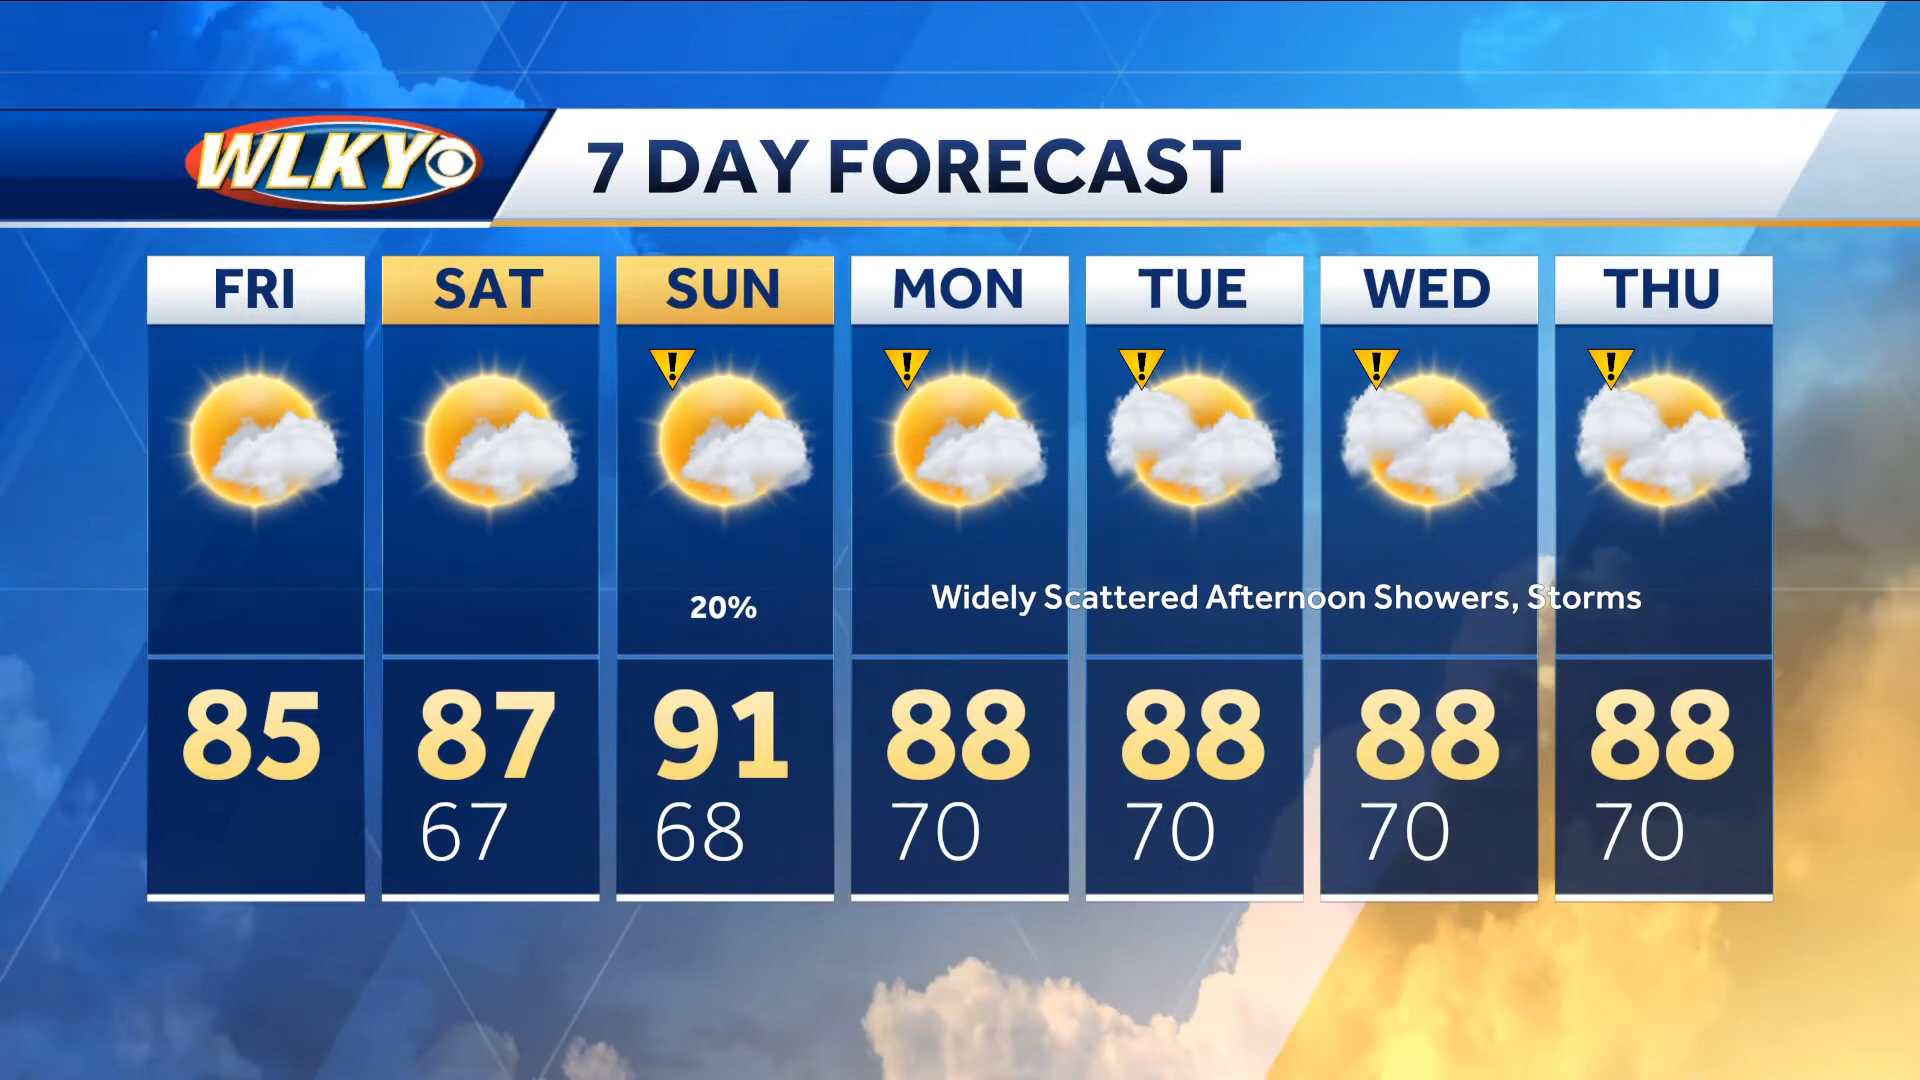 WLKY
7 DAY FORECAST
FRI SAT SUN MON TUE WED THU
! ! ! ! !
20% Widely Scattered Afternoon Showers, Storms
85 87 91 88 88 88 88
67 68 70 70 70 70